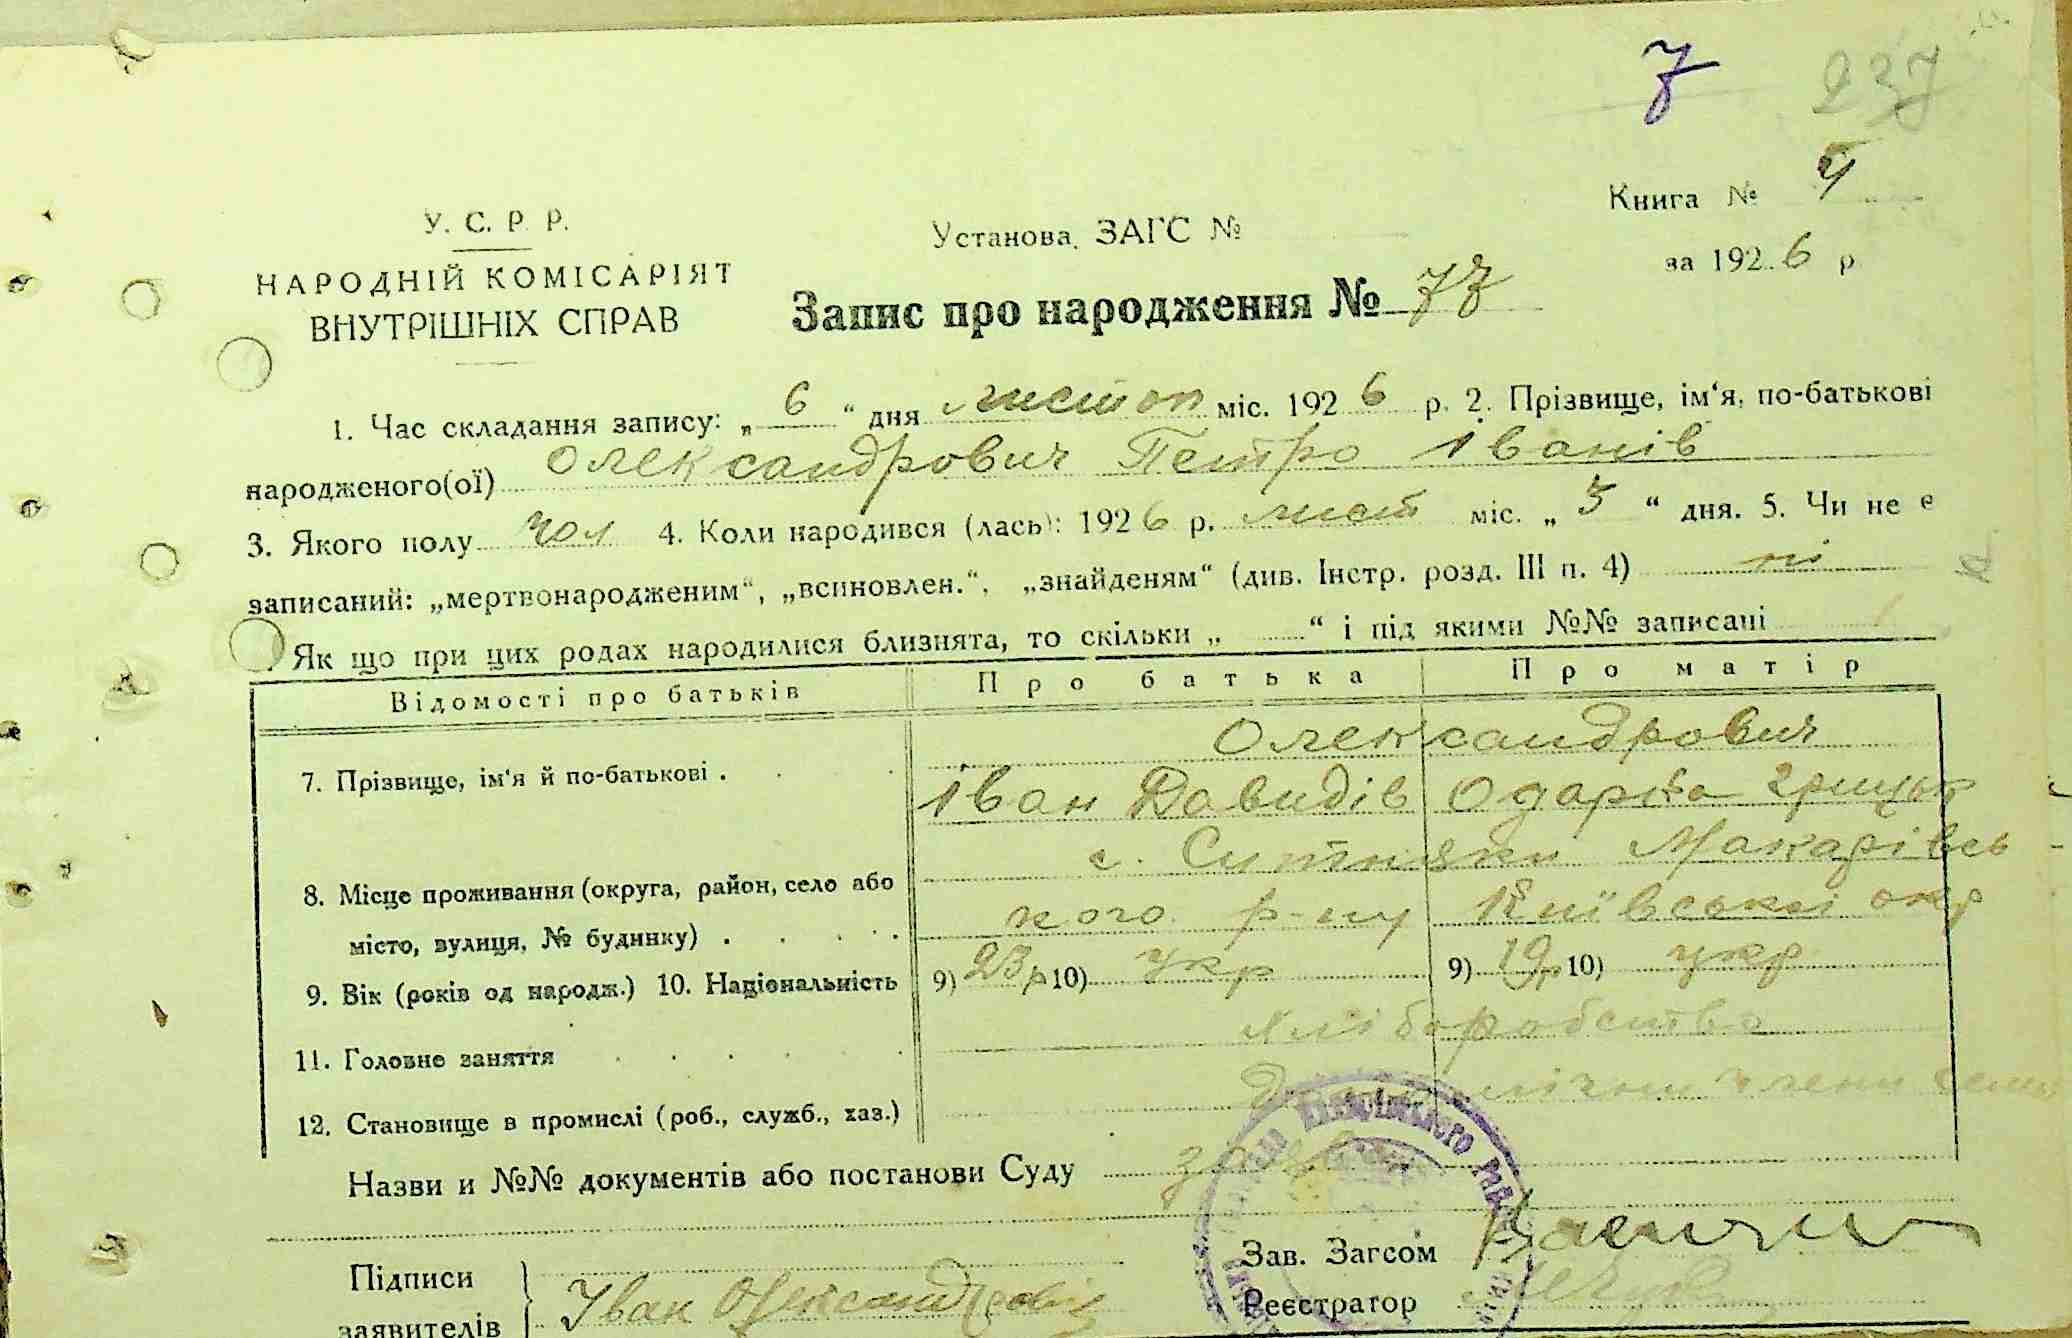 7 237
Книга № 4
У. С. Р. Р.
Установа ЗАГС №
за 1926 р
НАРОДНІЙ КОМІСАРІЯТ
ВНУТРІШНІХ СПРАВ
Запис про народження № 77
1. Час складання запису: „6“ дня листоп міс. 1926 р. 2. Прізвище, ім'я, по-батькові
народженого(ої) Олександрович Петро Іванів
3. Якого полу чол 4. Коли народився (лась): 1926 р. лист міс. „3“ дня. 5. Чи не є
записаний: „мертвонародженим“, „всиновлен.“, „знайденям“ (див. Інстр. розд. III п. 4) ні
Як що при цих родах народилися близнята, то скільки „ “ і під якими №№ записані
Відомості про батьків Про батька Про матір
Олександрович
7. Прізвище, ім'я й по-батькові . Іван Давидів Одарка Грицьк
с. Ситняки Макарівсь-
8. Місце проживання (округа, район, село або
місто, вулиця, № будинку) . кого р-ну Київської окр
9. Вік (років од народж.) 10. Національність 9) 23 р 10) укр 9) 19 р 10) укр
11. Головне заняття хліборобство
12. Становище в промислі (роб., служб., хаз.) члени семї
Назви и №№ документів або постанови Суду
Зав. Загсом
Підписи
заявителів Іван Олександрович
Реєстратор